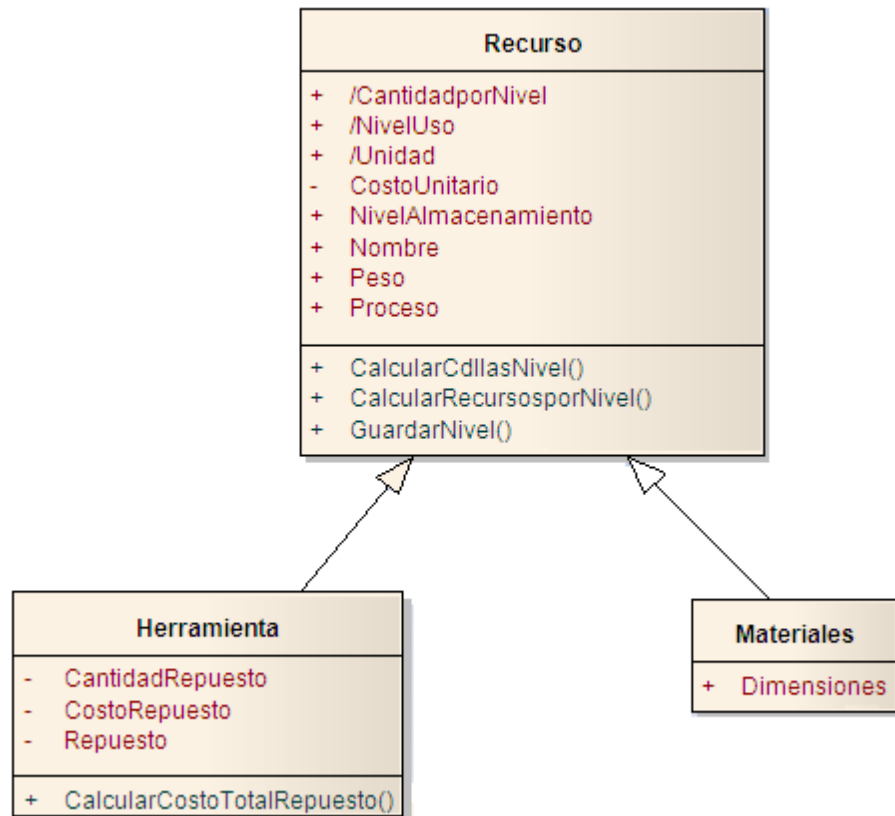 Recurso
+ /CantidadporNivel
+ /NivelUso
+ /Unidad
- CostoUnitario
+ NivelAlmacenamiento
+ Nombre
+ Peso
+ Proceso
+ CalcularCdllasNivel()
+ CalcularRecursosporNivel()
+ GuardarNivel()
Herramienta
- CantidadRepuesto
- CostoRepuesto
- Repuesto
+ CalcularCostoTotalRepuesto()
Materiales
+ Dimensiones